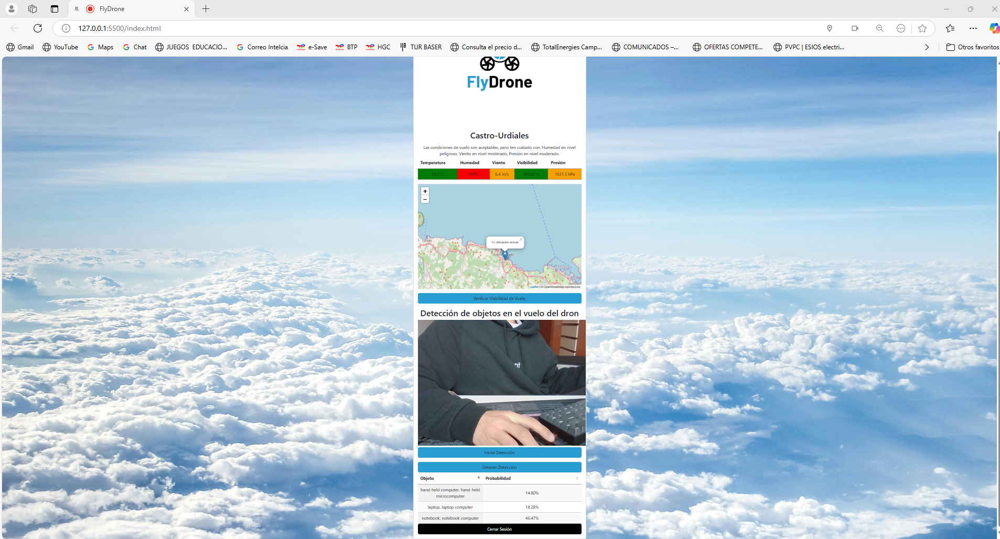 FlyDrone
127.0.0.1:5500/index.html
Gmail YouTube Maps Chat JUEGOS EDUCACIO... Correo Intelcia e-Save BTP HGC TUR BASER Consulta el precio d... TotalEnergies Camp... COMUNICADOS –... OFERTAS COMPETE... PVPC | ESIOS electri... Otros favoritos
FlyDrone
Castro-Urdiales
Las condiciones de vuelo son aceptables, pero ten cuidado con: Humedad en nivel
peligroso, Viento en nivel moderado, Presión en nivel moderado.
Temperatura Humedad Viento Visibilidad Presión
10.2°C 6.4 m/s 1021.5 hPa
+
−
Laredo
Tu ubicación actual
Leaflet | © OpenStreetMap contributors
Verificar Viabilidad de Vuelo
Detección de objetos en el vuelo del dron
nt
Iniciar Detección
Detener Detección
Objeto Probabilidad
hand-held computer, hand-held
microcomputer
14.80%
laptop, laptop computer 18.28%
notebook, notebook computer 46.47%
Cerrar Sesión